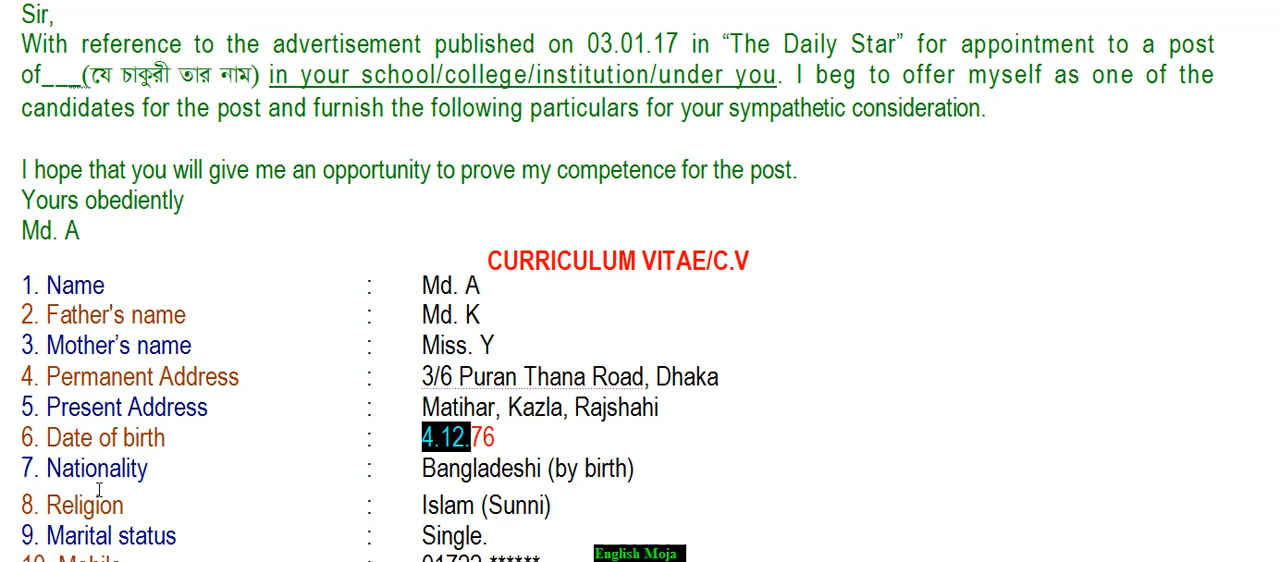 Sir,
With reference to the advertisement published on 03.01.17 in “The Daily Star” for appointment to a post
of___(যে চাকুরী তার নাম) in your school/college/institution/under you. I beg to offer myself as one of the
candidates for the post and furnish the following particulars for your sympathetic consideration.
I hope that you will give me an opportunity to prove my competence for the post.
Yours obediently
Md. A
CURRICULUM VITAE/C.V
1. Name : Md. A
2. Father's name : Md. K
3. Mother’s name : Miss. Y
4. Permanent Address : 3/6 Puran Thana Road, Dhaka
5. Present Address : Matihar, Kazla, Rajshahi
6. Date of birth : 4.12.76
7. Nationality : Bangladeshi (by birth)
8. Religion : Islam (Sunni)
9. Marital status : Single.
10. Mobile : 01722 ******
English Moja